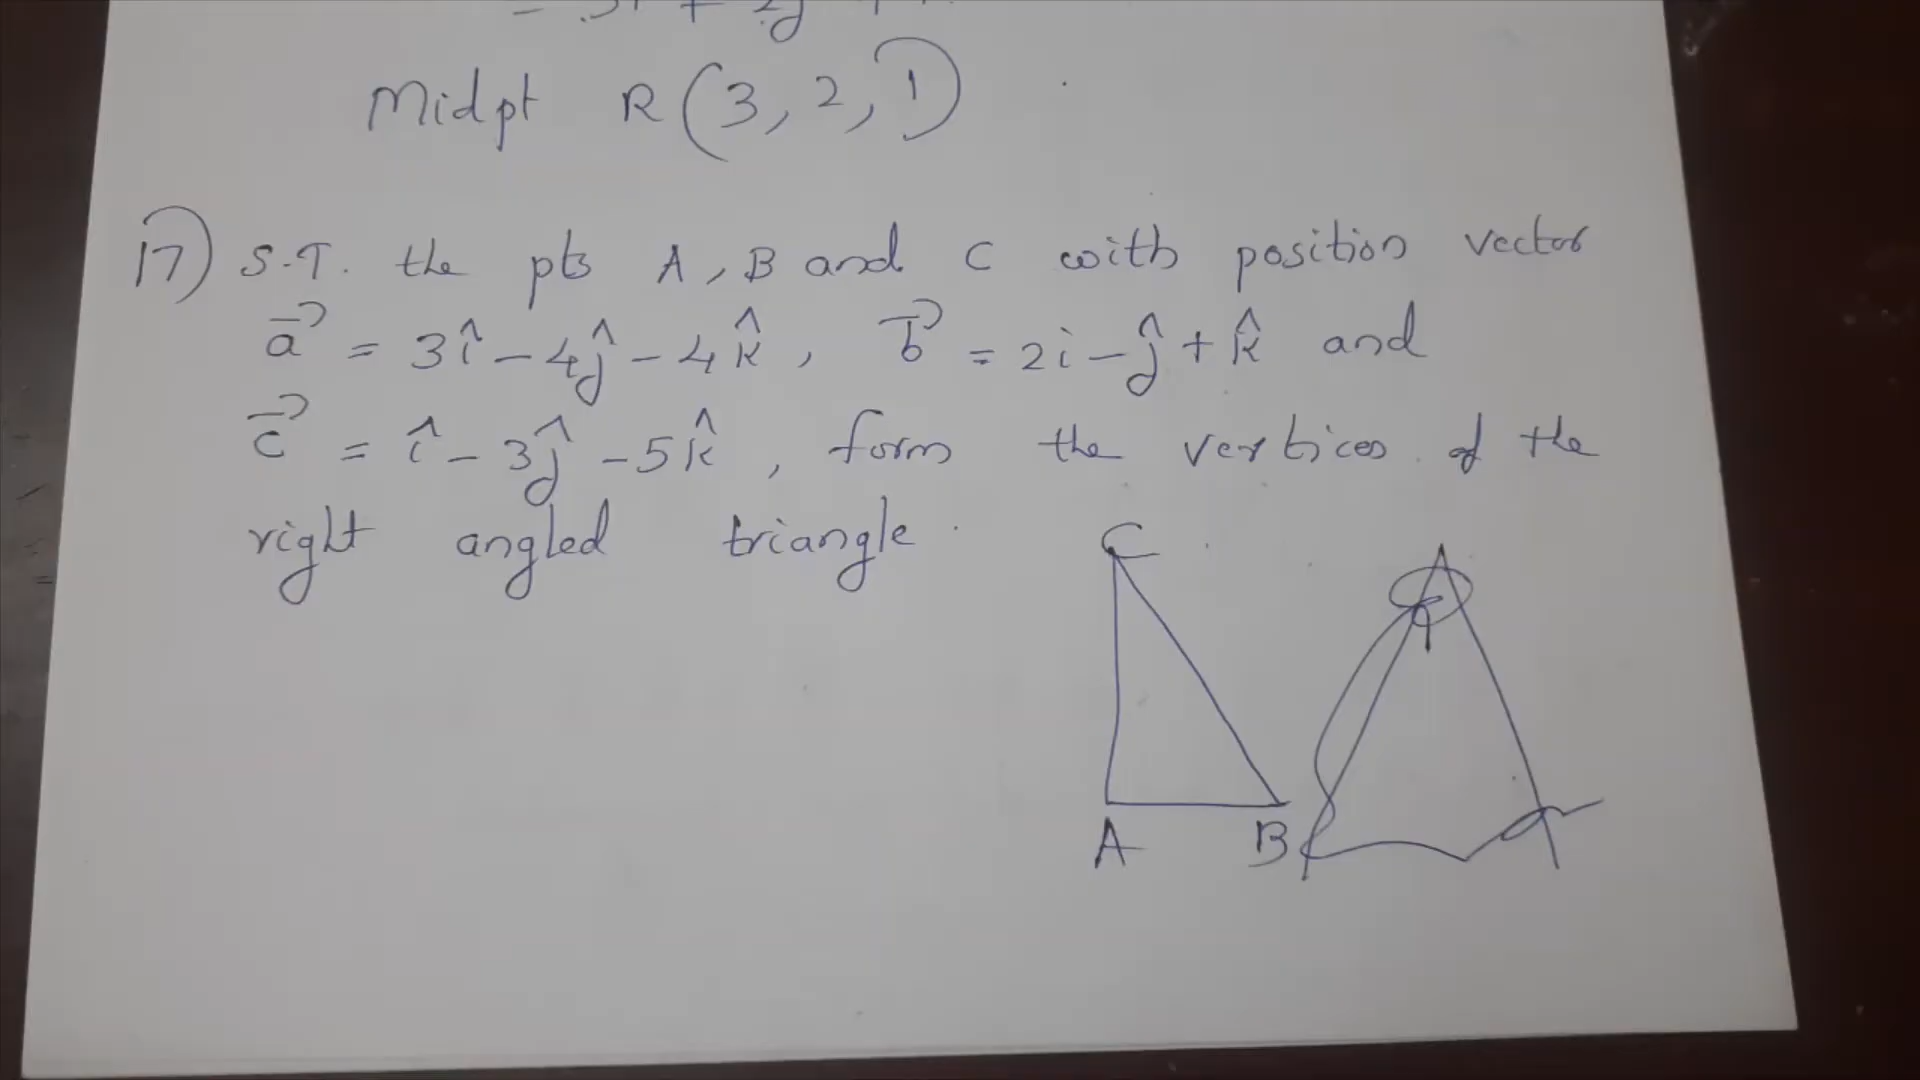 Midpt R(3, 2, 1)
17) S.T. the pts A, B and C with position vector
a⃗ = 3î - 4ĵ - 4k̂, b⃗ = 2i - ĵ + k̂ and
c⃗ = î - 3ĵ - 5k̂, form the vertices of the
right angled triangle.
C
A B